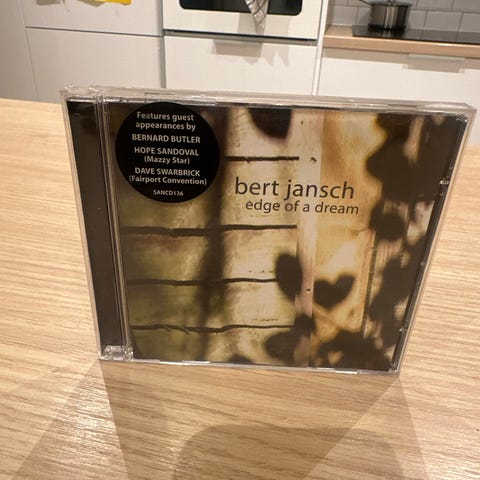 Features guest
appearances by
BERNARD BUTLER
HOPE SANDOVAL
(Mazzy Star)
DAVE SWARBRICK
(Fairport Convention)
SANCD136
bert jansch
edge of a dream